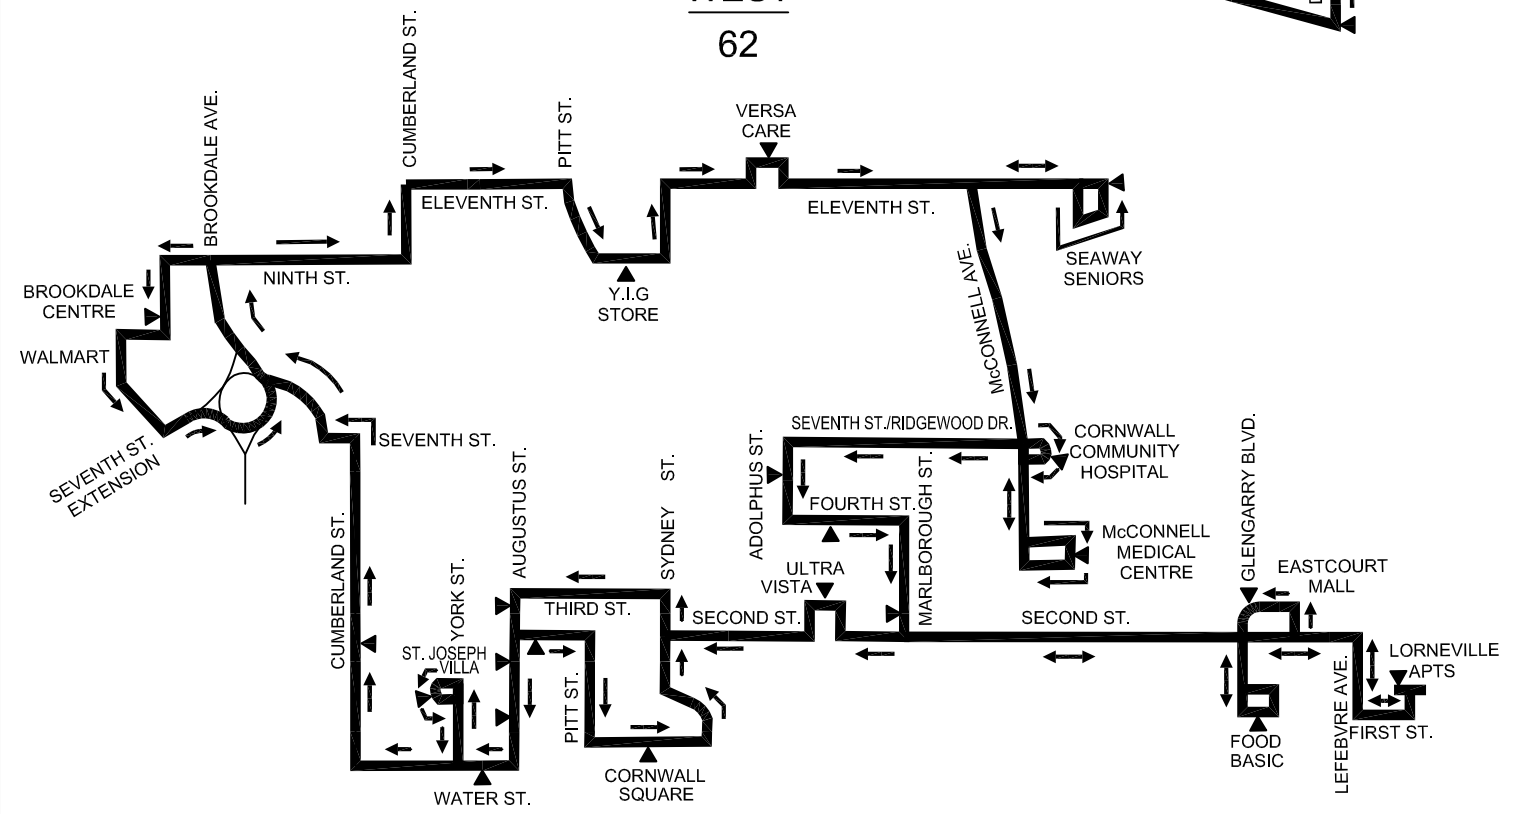 62
CUMBERLAND ST.
BROOKDALE AVE.
PITT ST.
VERSA
CARE
ELEVENTH ST.
ELEVENTH ST.
NINTH ST.
SEAWAY
SENIORS
BROOKDALE
CENTRE
Y.I.G
STORE
McCONNELL AVE.
WALMART
SEVENTH ST.
EXTENSION
SEVENTH ST.
SEVENTH ST./RIDGEWOOD DR.
CORNWALL
COMMUNITY
HOSPITAL
ADOLPHUS ST.
FOURTH ST.
MARLBOROUGH ST.
GLENGARRY BLVD.
AUGUSTUS ST.
SYDNEY ST.
McCONNELL
MEDICAL
CENTRE
CUMBERLAND ST.
YORK ST.
ULTRA
VISTA
EASTCOURT
MALL
THIRD ST.
SECOND ST.
SECOND ST.
ST. JOSEPH
VILLA
LORNEVILLE
APTS
PITT ST.
LEFEBVRE AVE.
FIRST ST.
FOOD
BASIC
CORNWALL
SQUARE
WATER ST.